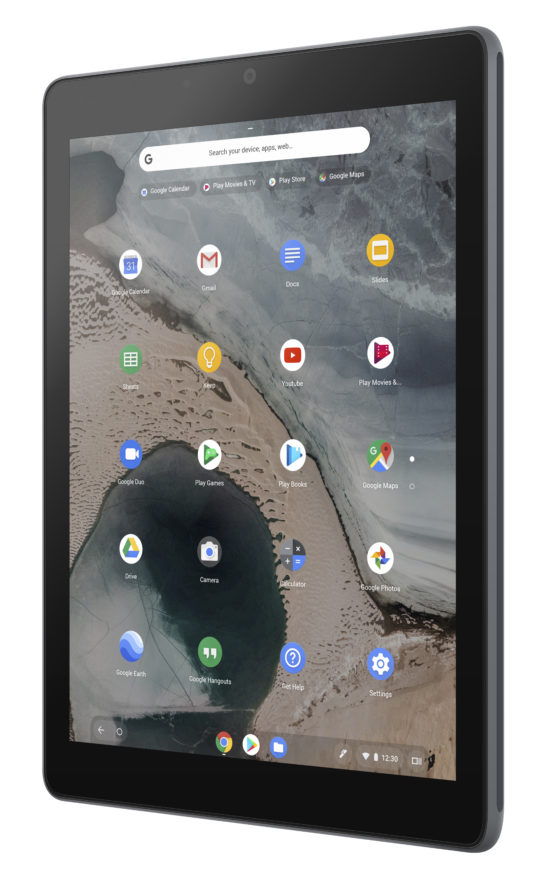 G Search your device, apps, web...
Google Calendar Play Movies & TV Play Store Google Maps
31
Google Calendar Gmail Docs Slides
Sheets Youtube Play Movies &...
Google Duo Play Games Play Books Google Maps
Drive Camera Calculator Google Photos
Google Earth Google Hangouts Get Help Settings
12:30